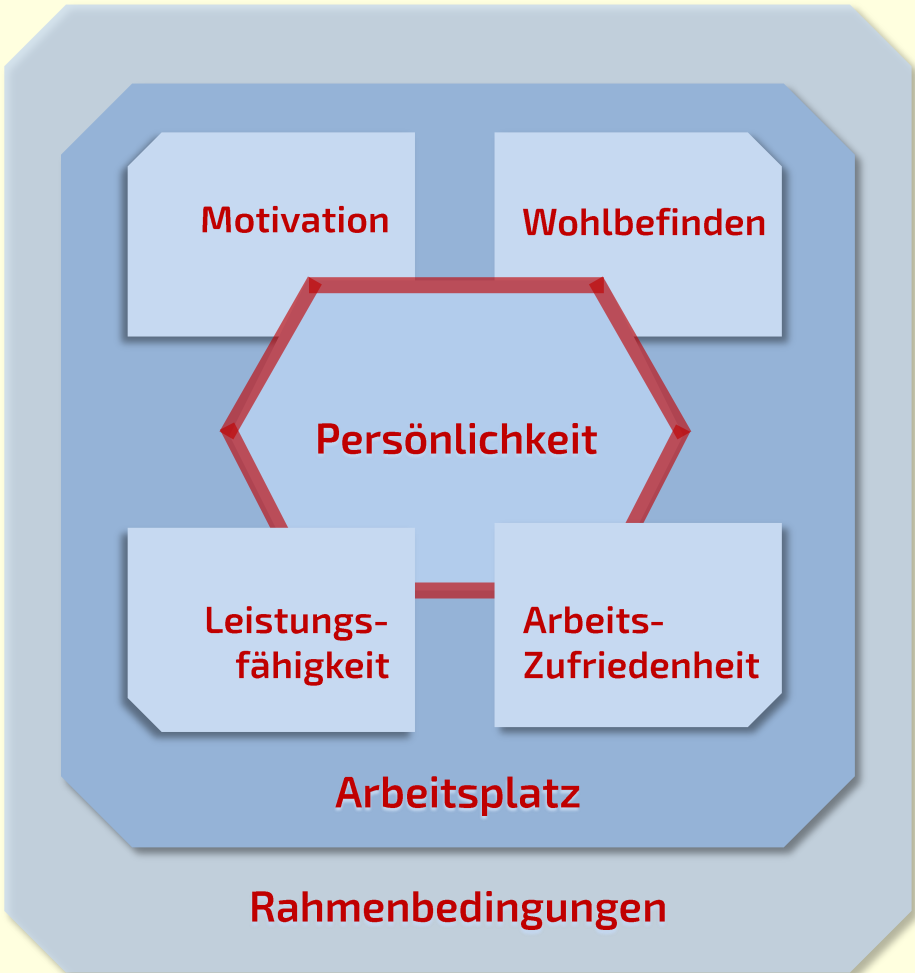 Motivation
Wohlbefinden
Persönlichkeit
Leistungs-
fähigkeit
Arbeits-
Zufriedenheit
Arbeitsplatz
Rahmenbedingungen